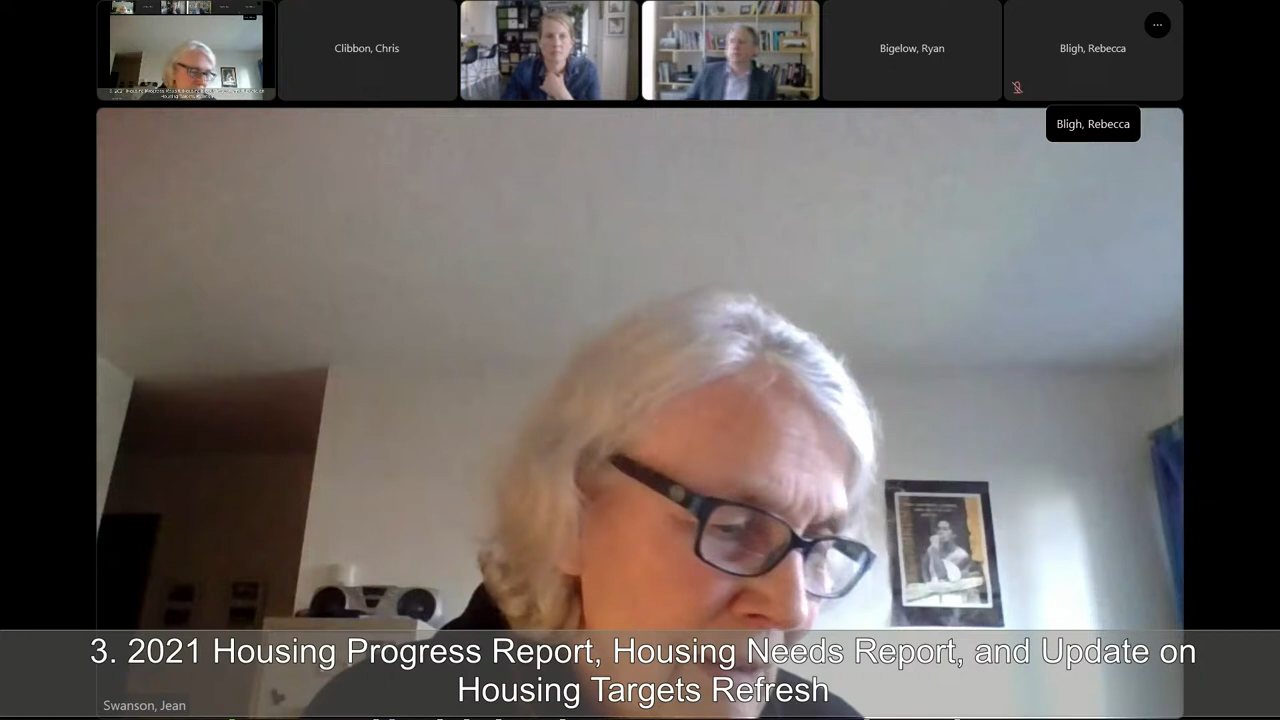 Clibbon, Chris
Bigelow, Ryan
Bligh, Rebecca
Bligh, Rebecca
3. 2021 Housing Progress Report, Housing Needs Report, and Update on
Housing Targets Refresh
Swanson, Jean